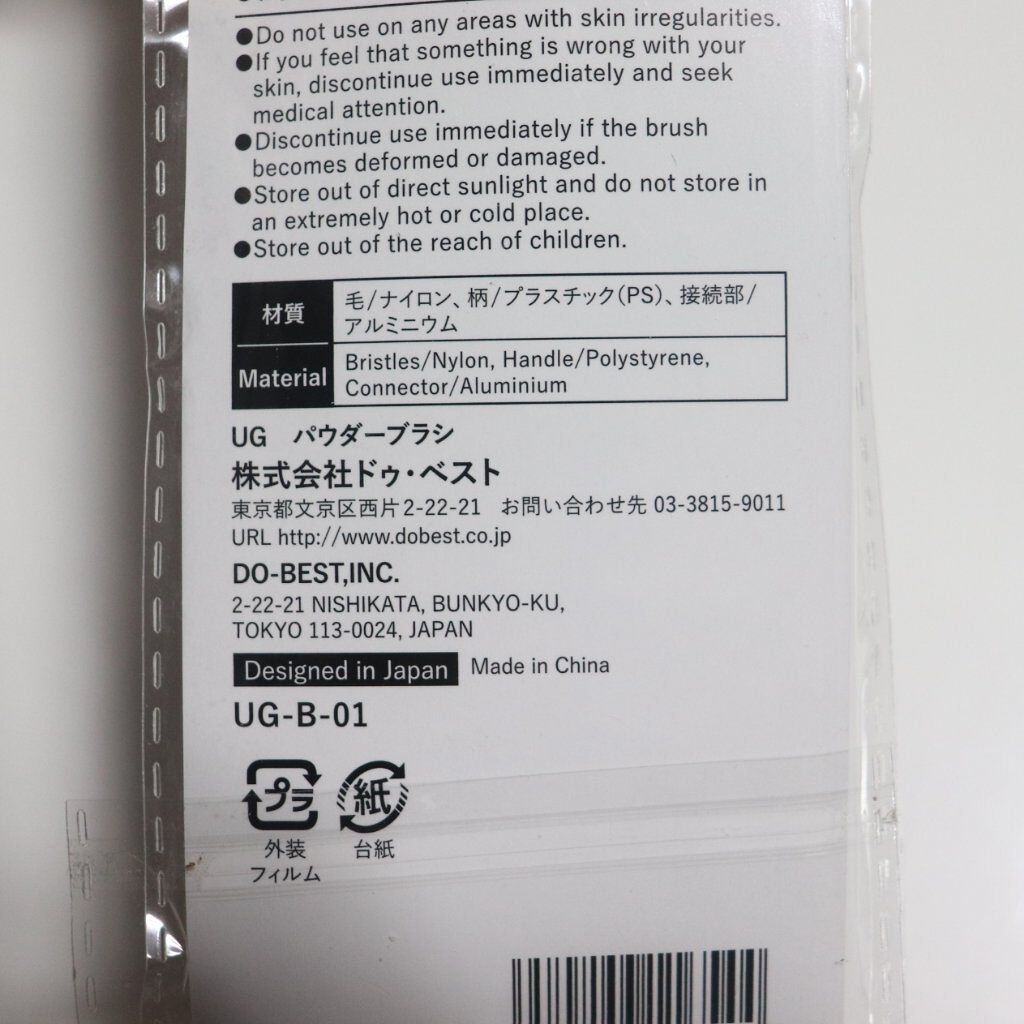 ●Do not use on any areas with skin irregularities.
●If you feel that something is wrong with your
skin, discontinue use immediately and seek
medical attention.
●Discontinue use immediately if the brush
becomes deformed or damaged.
●Store out of direct sunlight and do not store in
an extremely hot or cold place.
●Store out of the reach of children.
材質
毛/ナイロン、柄/プラスチック(PS)、接続部/
アルミニウム
Material
Bristles/Nylon, Handle/Polystyrene,
Connector/Aluminium
UG パウダーブラシ
株式会社ドゥ・ベスト
東京都文京区西片2-22-21 お問い合わせ先 03-3815-9011
URL http://www.dobest.co.jp
DO-BEST,INC.
2-22-21 NISHIKATA, BUNKYO-KU,
TOKYO 113-0024, JAPAN
Designed in Japan Made in China
UG-B-01
プラ 紙
外装 台紙
フィルム